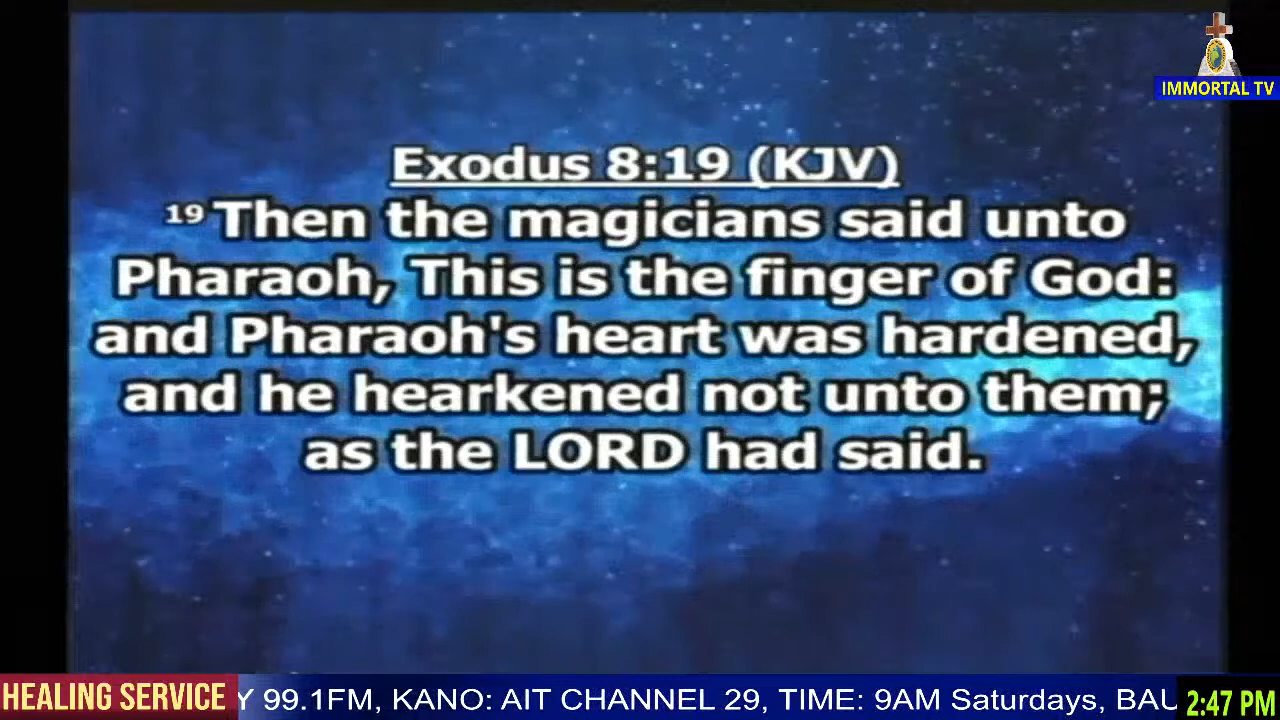 IMMORTAL TV
Exodus 8:19 (KJV)
19 Then the magicians said unto
Pharaoh, This is the finger of God:
and Pharaoh's heart was hardened,
and he hearkened not unto them;
as the LORD had said.
HEALING SERVICE
Y 99.1FM, KANO: AIT CHANNEL 29, TIME: 9AM Saturdays, BAU
2:47 PM